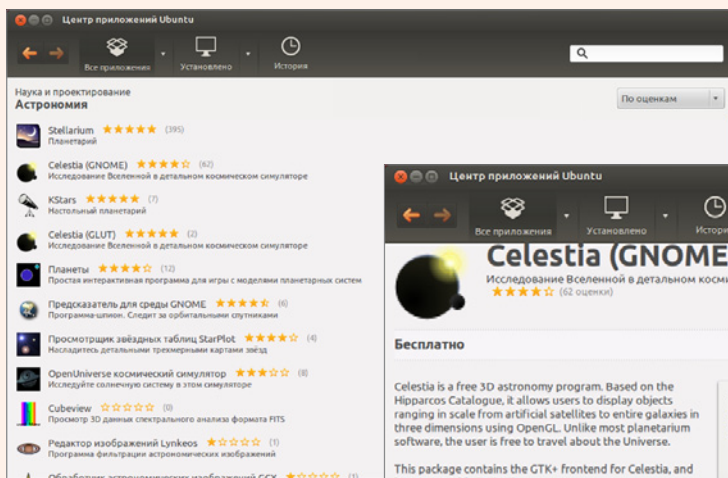 Центр приложений Ubuntu
Все приложения
Установлено
История
Наука и проектирование
Астрономия
По оценкам
Stellarium (395)
Планетарий
Celestia (GNOME) (62)
Исследование Вселенной в детальном космическом симуляторе
KStars (7)
Настольный планетарий
Celestia (GLUT) (2)
Исследование Вселенной в детальном космическом симуляторе
Планеты (12)
Простая интерактивная программа для игры с моделями планетарных систем
Предсказатель для среды GNOME (6)
Программа-шпион. Следит за орбитальными спутниками
Просмотрщик звёздных таблиц StarPlot (4)
Насладитесь детальными трехмерными картами звёзд
OpenUniverse космический симулятор (8)
Исследуйте солнечную систему в этом симуляторе
Cubeview (0)
Просмотр 3D данных спектрального анализа формата FITS
Редактор изображений Lynkeos (1)
Программа фильтрации астрономических изображений
Обработчик астрономических изображений GCX (1)
Центр приложений Ubuntu
Все приложения
Установлено
Истори
Celestia (GNOME
Исследование Вселенной в детальном косми
(62 оценки)
Бесплатно
Celestia is a free 3D astronomy program. Based on the
Hipparcos Catalogue, it allows users to display objects
ranging in scale from artificial satellites to entire galaxies in
three dimensions using OpenGL. Unlike most planetarium
software, the user is free to travel about the Universe.
This package contains the GTK+ frontend for Celestia, and